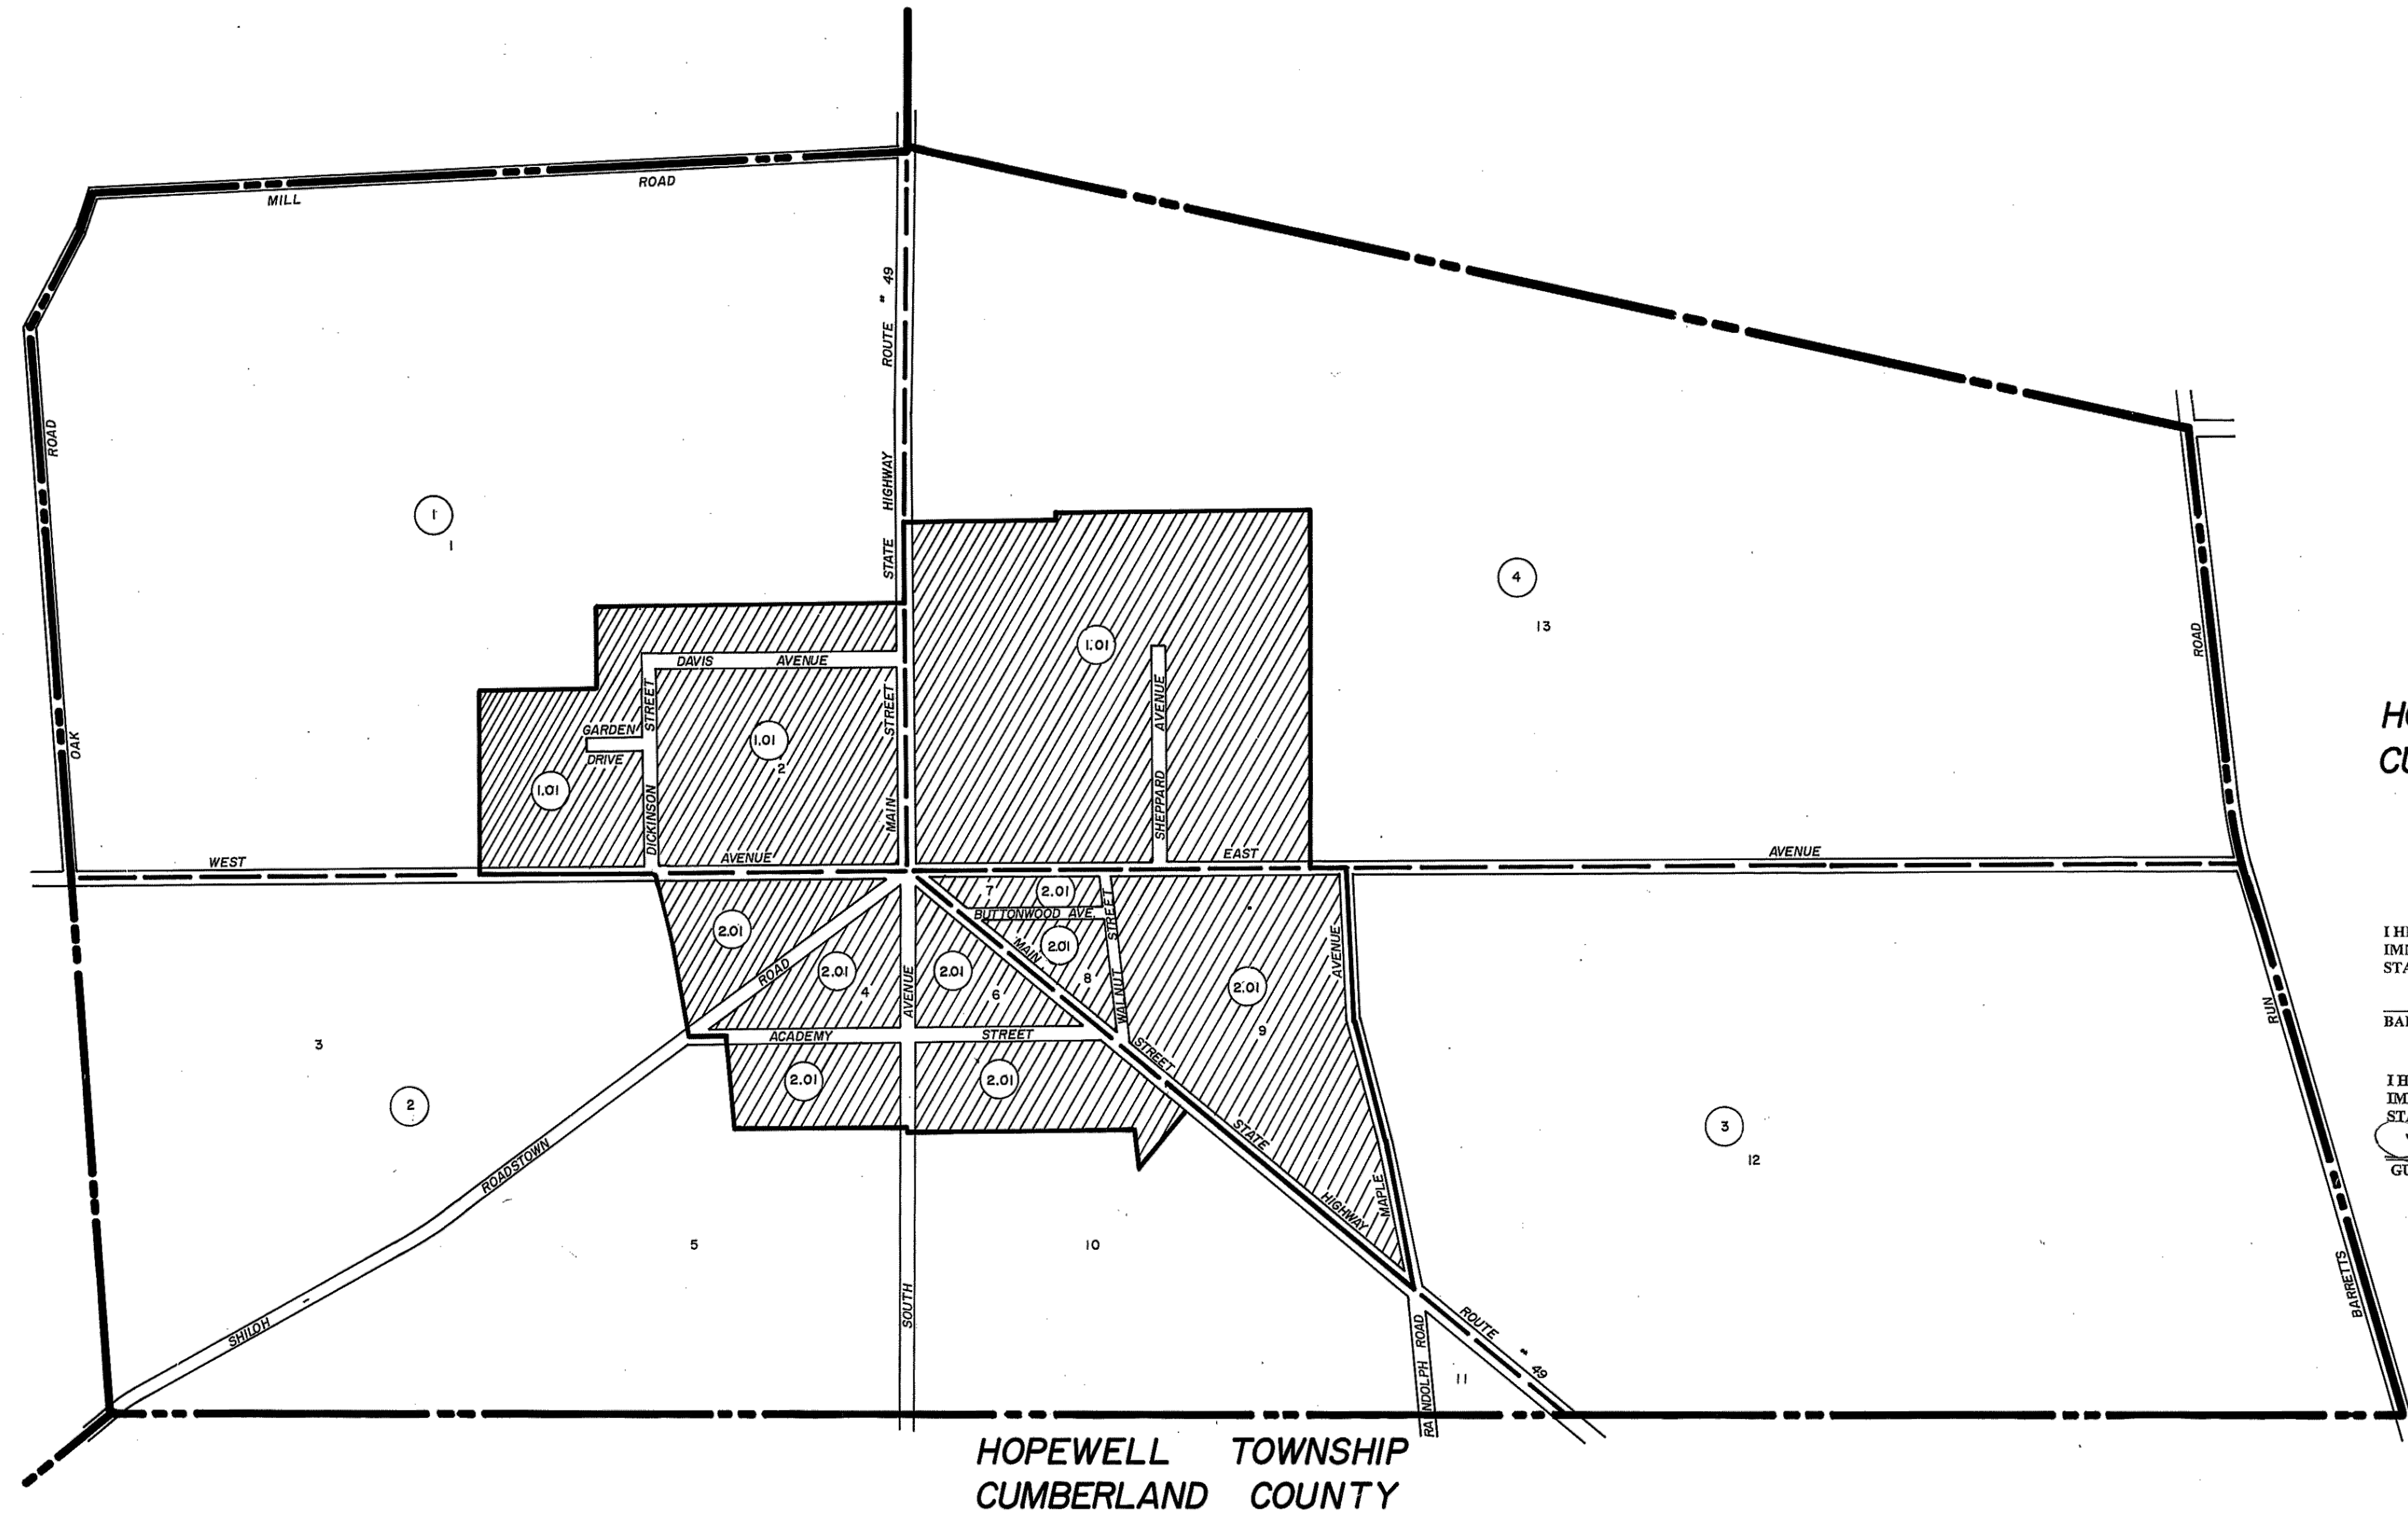 MILL ROAD
ROAD
OAK
STATE HIGHWAY ROUTE # 49
1
1
4
13
1.01
DAVIS AVENUE
GARDEN
DRIVE
DICKINSON STREET
1.01
2
1.01
MAIN STREET
SHEPPARD AVENUE
WEST AVENUE
EAST AVENUE
ROAD
RUN
BARRETTS
7
2.01
BUTTONWOOD AVE.
2.01
8
WALNUT STREET
2.01
2.01
4
2.01
6
2.01
9
MAPLE AVENUE
ACADEMY STREET
2.01
2.01
MAIN STREET
STATE HIGHWAY ROUTE # 49
3
2
SHILOH ROADSTOWN ROAD
5
10
SOUTH AVENUE
3
12
11
RANDOLPH ROAD
HOPEWELL TOWNSHIP
CUMBERLAND COUNTY